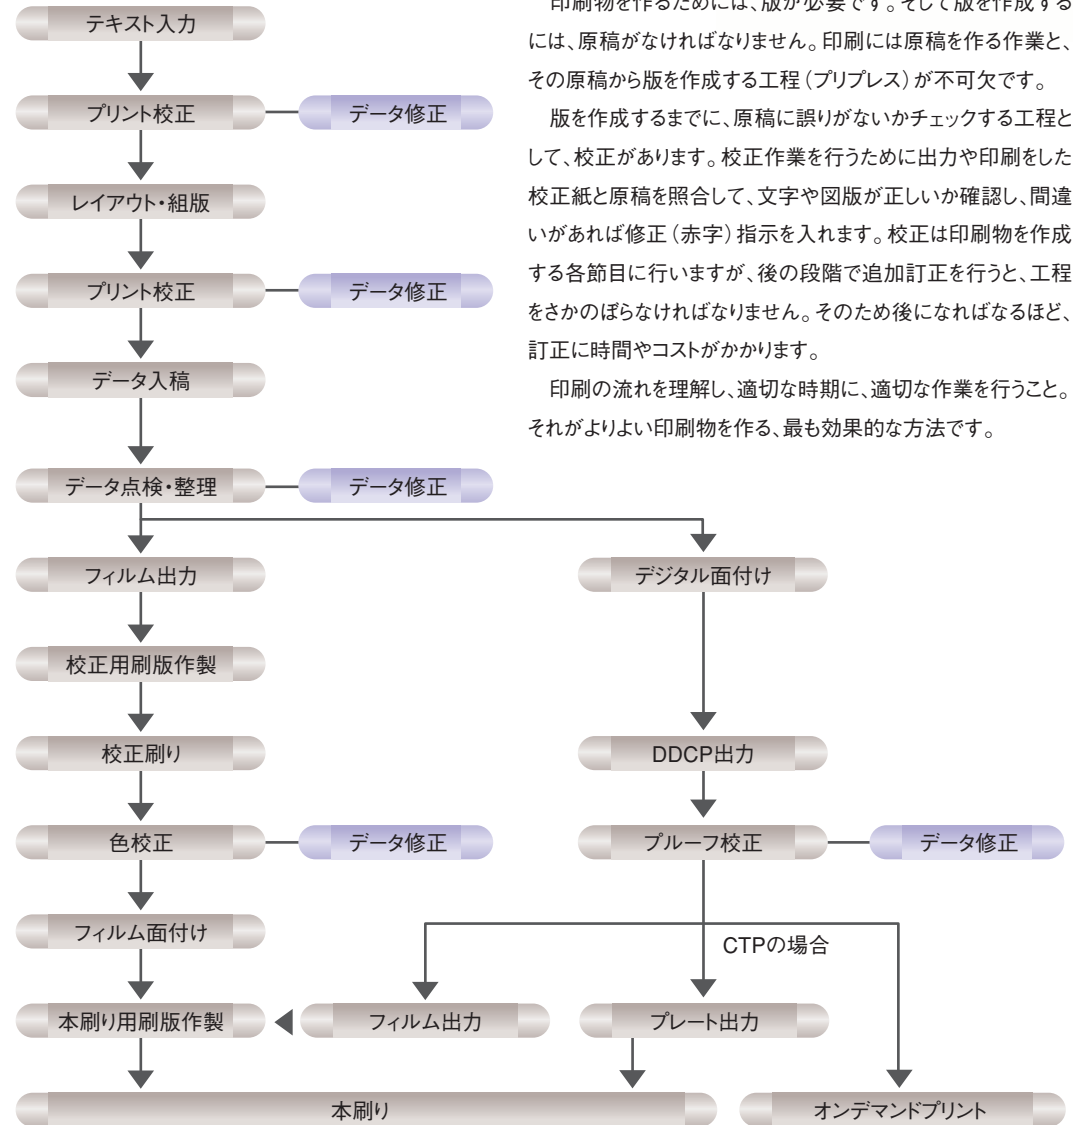 印刷物を作るためには、版が必要です。そして版を作成する
には、原稿がなければなりません。印刷には原稿を作る作業と、
その原稿から版を作成する工程（プリプレス）が不可欠です。
版を作成するまでに、原稿に誤りがないかチェックする工程と
して、校正があります。校正作業を行うために出力や印刷をした
校正紙と原稿を照合して、文字や図版が正しいか確認し、間違
いがあれば修正（赤字）指示を入れます。校正は印刷物を作成
する各節目に行いますが、後の段階で追加訂正を行うと、工程
をさかのぼらなければなりません。そのため後になればなるほど、
訂正に時間やコストがかかります。
印刷の流れを理解し、適切な時期に、適切な作業を行うこと。
それがよりよい印刷物を作る、最も効果的な方法です。
テキスト入力
プリント校正
データ修正
レイアウト・組版
プリント校正
データ修正
データ入稿
データ点検・整理
データ修正
フィルム出力
デジタル面付け
校正用刷版作製
校正刷り
DDCP出力
色校正
データ修正
プルーフ校正
データ修正
フィルム面付け
CTPの場合
本刷り用刷版作製
フィルム出力
プレート出力
本刷り
オンデマンドプリント